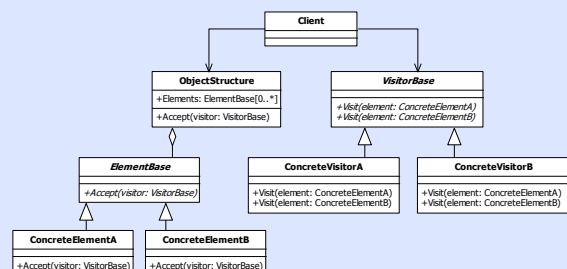 Client
ObjectStructure
+Elements: ElementBase[0..*]
+Accept(visitor: VisitorBase)
VisitorBase
+Visit(element: ConcreteElementA)
+Visit(element: ConcreteElementB)
ElementBase
+Accept(visitor: VisitorBase)
ConcreteVisitorA
+Visit(element: ConcreteElementA)
+Visit(element: ConcreteElementB)
ConcreteVisitorB
+Visit(element: ConcreteElementA)
+Visit(element: ConcreteElementB)
ConcreteElementA
+Accept(visitor: VisitorBase)
ConcreteElementB
+Accept(visitor: VisitorBase)